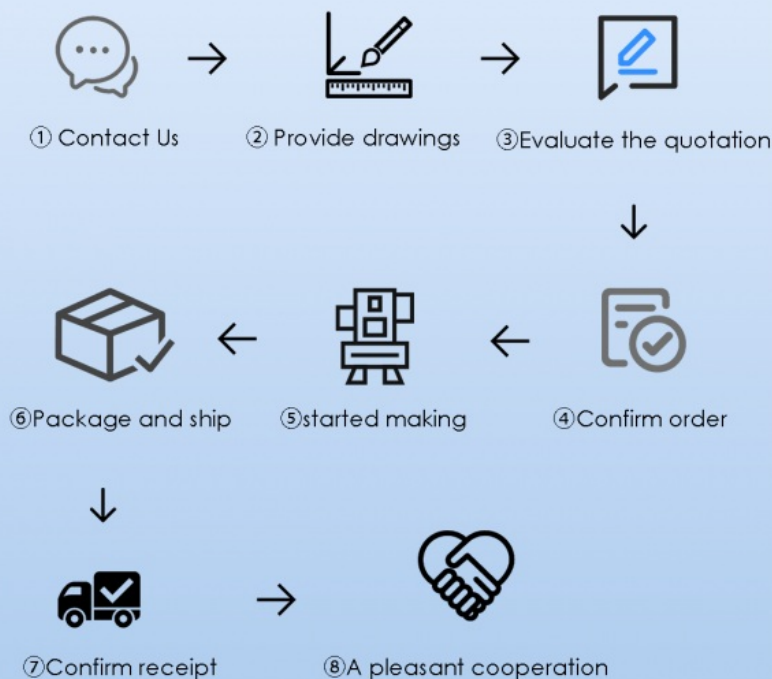 ① Contact Us
② Provide drawings
③Evaluate the quotation
④Confirm order
⑤started making
⑥Package and ship
⑦Confirm receipt
⑧A pleasant cooperation